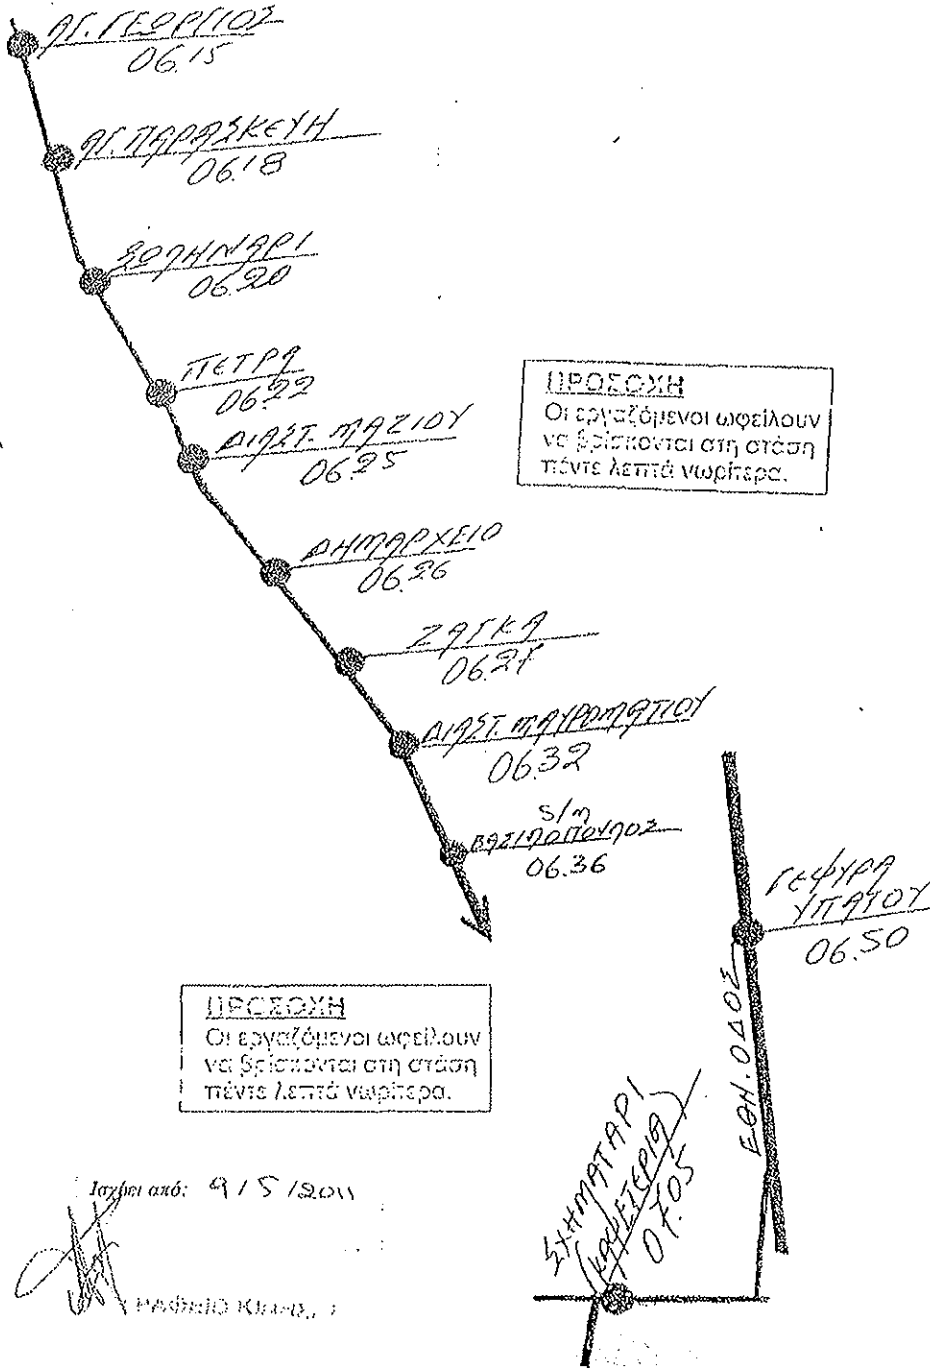 ΑΓ. ΓΕΩΡΓΙΟΣ
06.15
ΑΓ. ΠΑΡΑΣΚΕΥΗ
06.18
ΣΩΛΗΝΑΡΙ
06.20
ΠΕΤΡΑ
06.22
ΔΙΑΣΤ. ΜΑΖΙΟΥ
06.25
ΠΡΟΣΟΧΗ
Οι εργαζόμενοι ωφείλουν
να βρίσκονται στη στάση
πέντε λεπτά νωρίτερα.
ΔΗΜΑΡΧΕΙΟ
06.26
ΖΑΓΚΑ
06.27
ΔΙΑΣΤ. ΜΑΥΡΟΜΑΤΙΟΥ
06.32
S/M
ΒΑΣΙΛΟΠΟΥΛΟΣ
06.36
ΓΕΦΥΡΑ
ΥΠΑΤΟΥ
06.50
ΕΘΝ. ΟΔΟΣ
ΠΡΟΣΟΧΗ
Οι εργαζόμενοι ωφείλουν
να βρίσκονται στη στάση
πέντε λεπτά νωρίτερα.
ΣΧΗΜΑΤΑΡΙ
(ΚΑΦΕΤΕΡΙΑ)
07.05
Ισχύει από: 9/5/2011